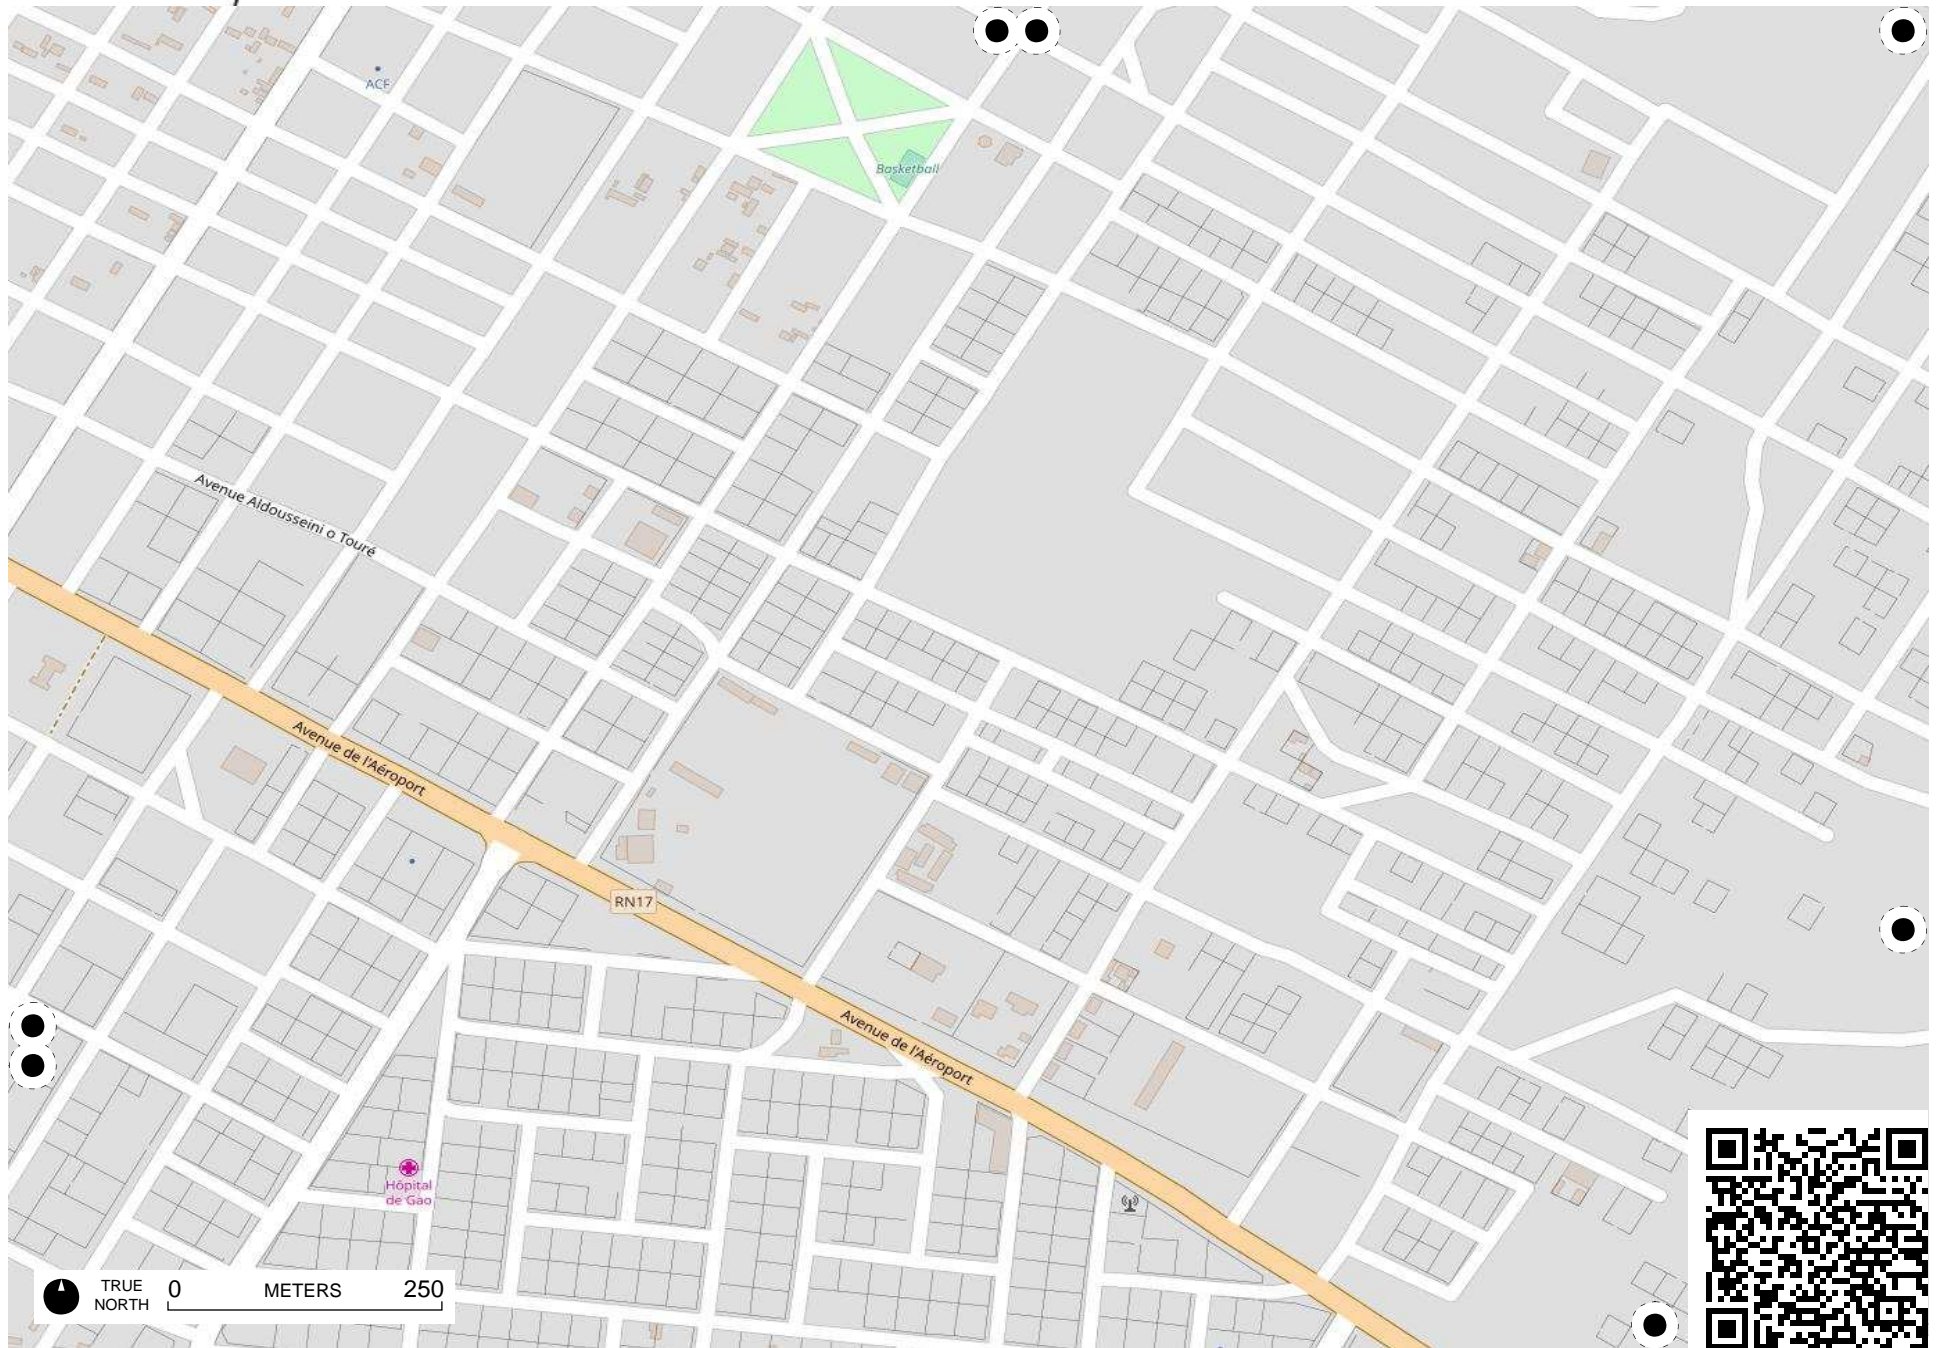 ACF
Basketball
Avenue Aldousseini o Touré
Avenue de l'Aéroport
RN17
Avenue de l'Aéroport
Hôpital
de Gao
TRUE
NORTH
0 METERS 250